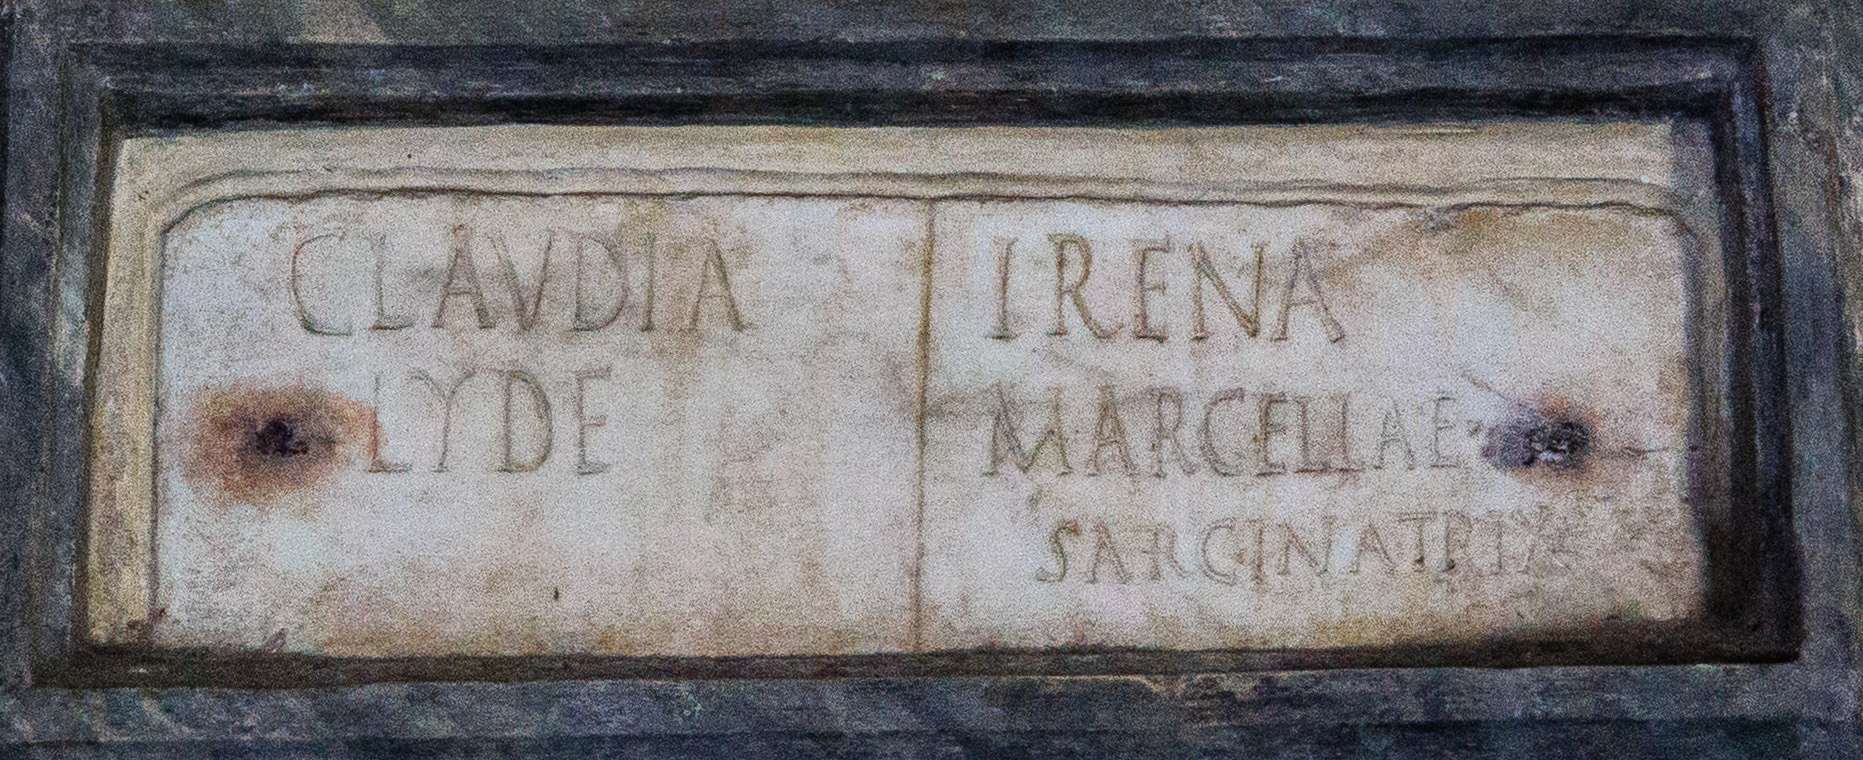 CLAVDIA
LYDE
IRENA
MARCELLAE
SARCINATRIX